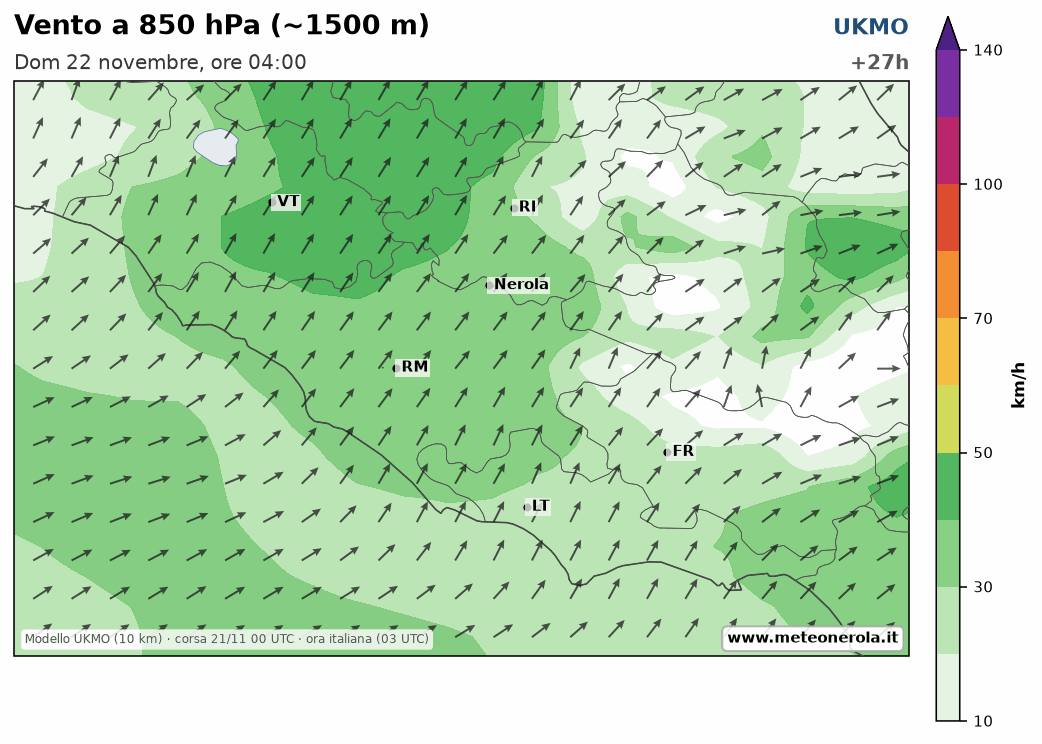 Vento a 850 hPa (~1500 m)
UKMO
Dom 22 novembre, ore 04:00
+27h
140
100
70
50
30
10
km/h
VT
RI
Nerola
RM
FR
LT
Modello UKMO (10 km) · corsa 21/11 00 UTC · ora italiana (03 UTC)
www.meteonerola.it